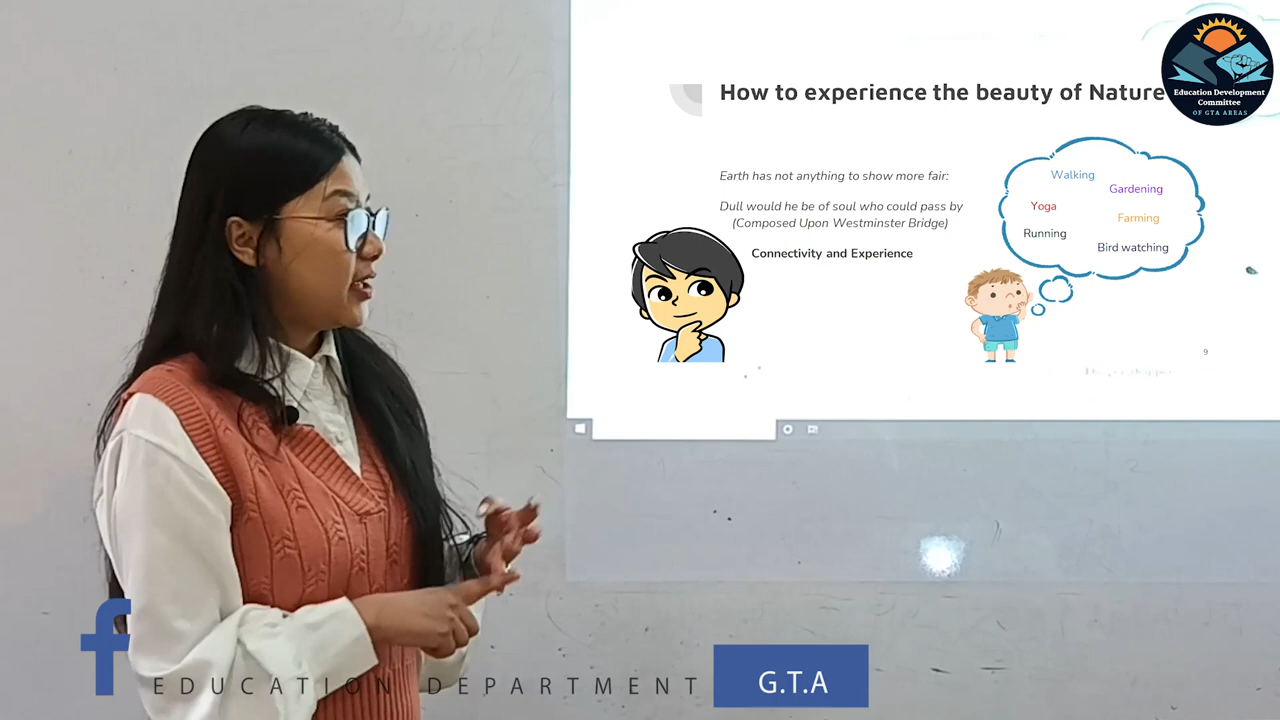 How to experience the beauty of Nature
Education Development
Committee
OF GTA AREAS
Earth has not anything to show more fair:
Dull would he be of soul who could pass by
(Composed Upon Westminster Bridge)
Connectivity and Experience
Walking
Gardening
Yoga
Farming
Running
Bird watching
9
f
EDUCATION DEPARTMENT
G.T.A